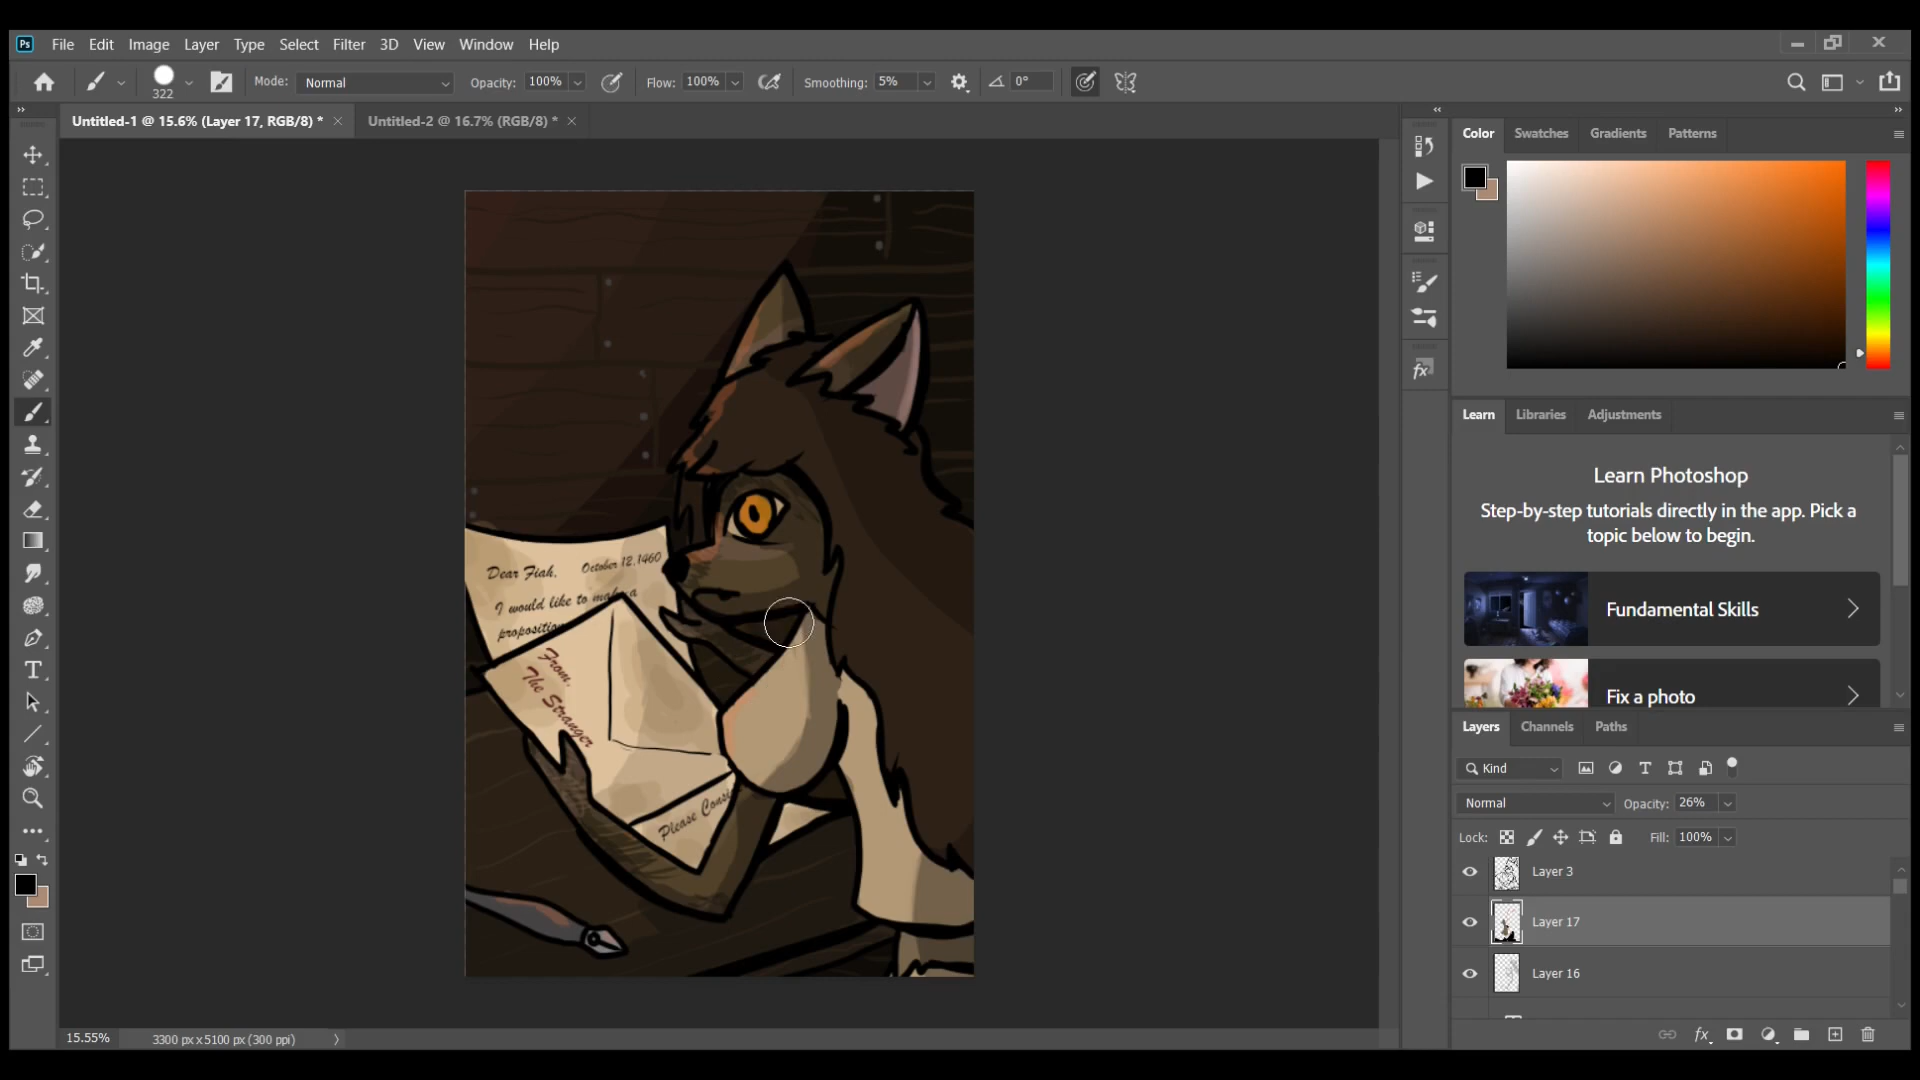 Ps File Edit Image Layer Type Select Filter 3D View Window Help
322 Mode: Normal Opacity: 100% Flow: 100% Smoothing: 5% 0°
Untitled-1 @ 15.6% (Layer 17, RGB/8) * Untitled-2 @ 16.7% (RGB/8) *
Color Swatches Gradients Patterns
Dear Fiah, October 12, 1460
I would like to make a
proposition
From,
The Stranger
Please
Learn Libraries Adjustments
Learn Photoshop
Step-by-step tutorials directly in the app. Pick a
topic below to begin.
Fundamental Skills
Fix a photo
Layers Channels Paths
Kind
Normal Opacity: 26%
Lock: Fill: 100%
Layer 3
Layer 17
Layer 16
fx
15.55% 3300 px x 5100 px (300 ppi)